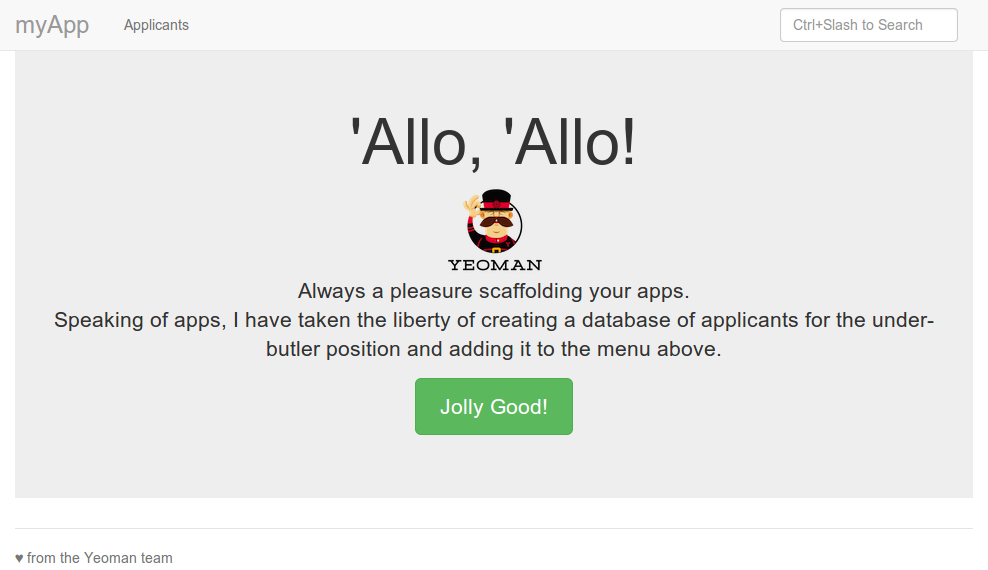 myApp
Applicants
Ctrl+Slash to Search
'Allo, 'Allo!
YEOMAN
Always a pleasure scaffolding your apps.
Speaking of apps, I have taken the liberty of creating a database of applicants for the under-
butler position and adding it to the menu above.
Jolly Good!
♥ from the Yeoman team